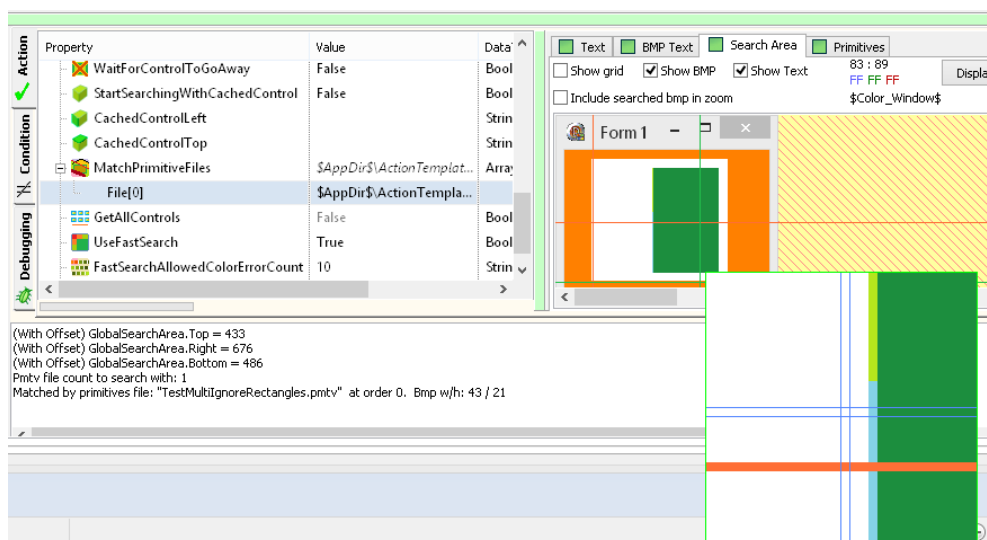 Action
Condition
Debugging
Property Value Data
WaitForControlToGoAway False Bool
StartSearchingWithCachedControl False Bool
CachedControlLeft Strin
CachedControlTop Strin
MatchPrimitiveFiles $AppDir$\ActionTemplat... Array
File[0] $AppDir$\ActionTempla...
GetAllControls False Bool
UseFastSearch True Bool
FastSearchAllowedColorErrorCount 10 Strin
Text BMP Text Search Area Primitives
Show grid Show BMP Show Text
83 : 89
FF FF FF
Displa
Include searched bmp in zoom $Color_Window$
Form1
(With Offset) GlobalSearchArea.Top = 433
(With Offset) GlobalSearchArea.Right = 676
(With Offset) GlobalSearchArea.Bottom = 486
Pmtv file count to search with: 1
Matched by primitives file: "TestMultiIgnoreRectangles.pmtv" at order 0. Bmp w/h: 43 / 21